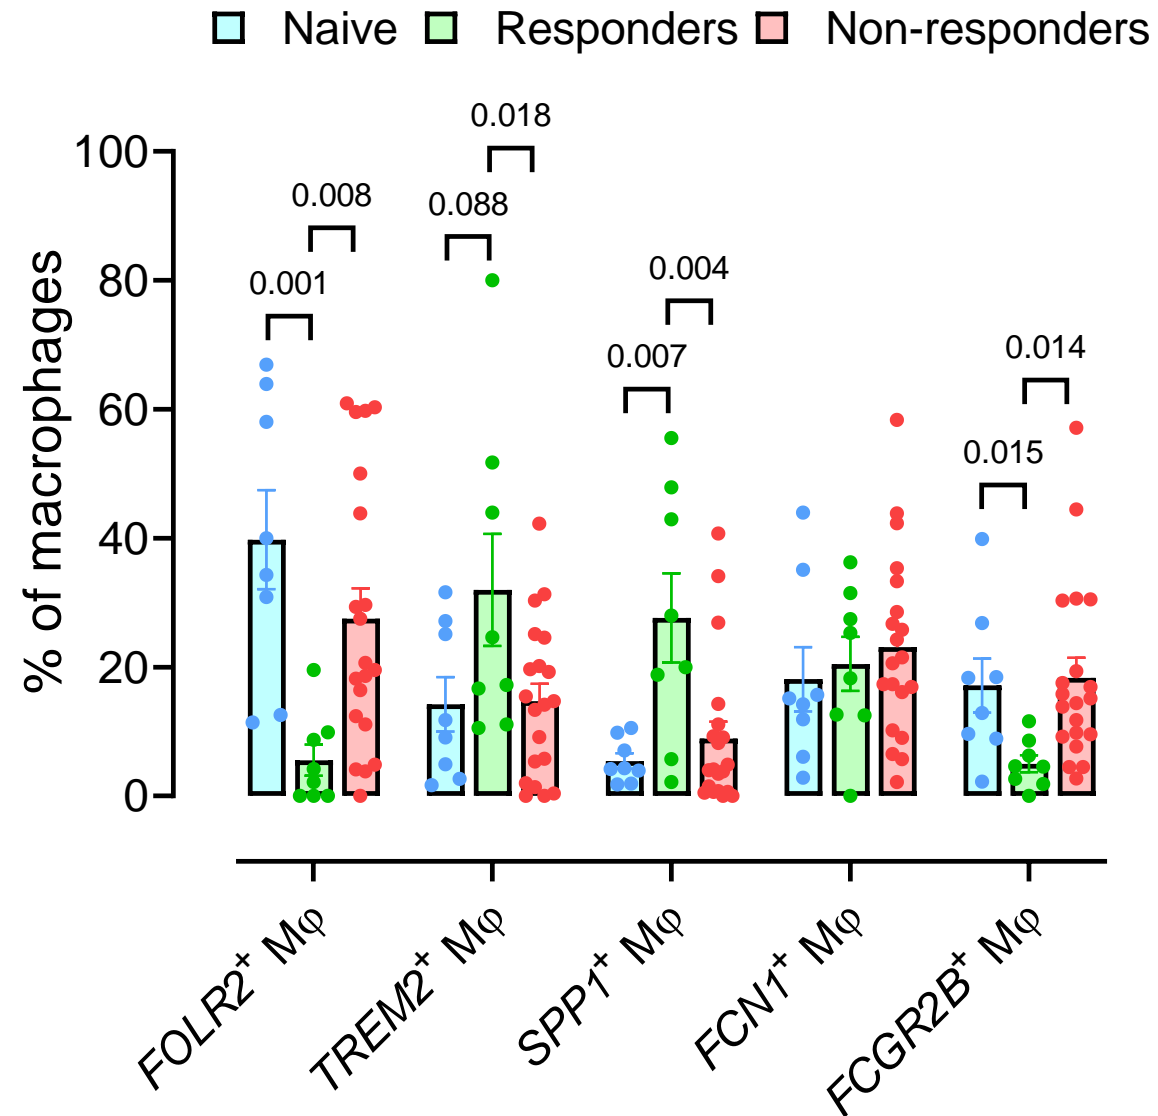 Naive Responders Non-responders
% of macrophages
100
80
60
40
20
0
0.001
0.008
0.088
0.018
0.007
0.004
0.015
0.014
FOLR2⁺ Mφ
TREM2⁺ Mφ
SPP1⁺ Mφ
FCN1⁺ Mφ
FCGR2B⁺ Mφ